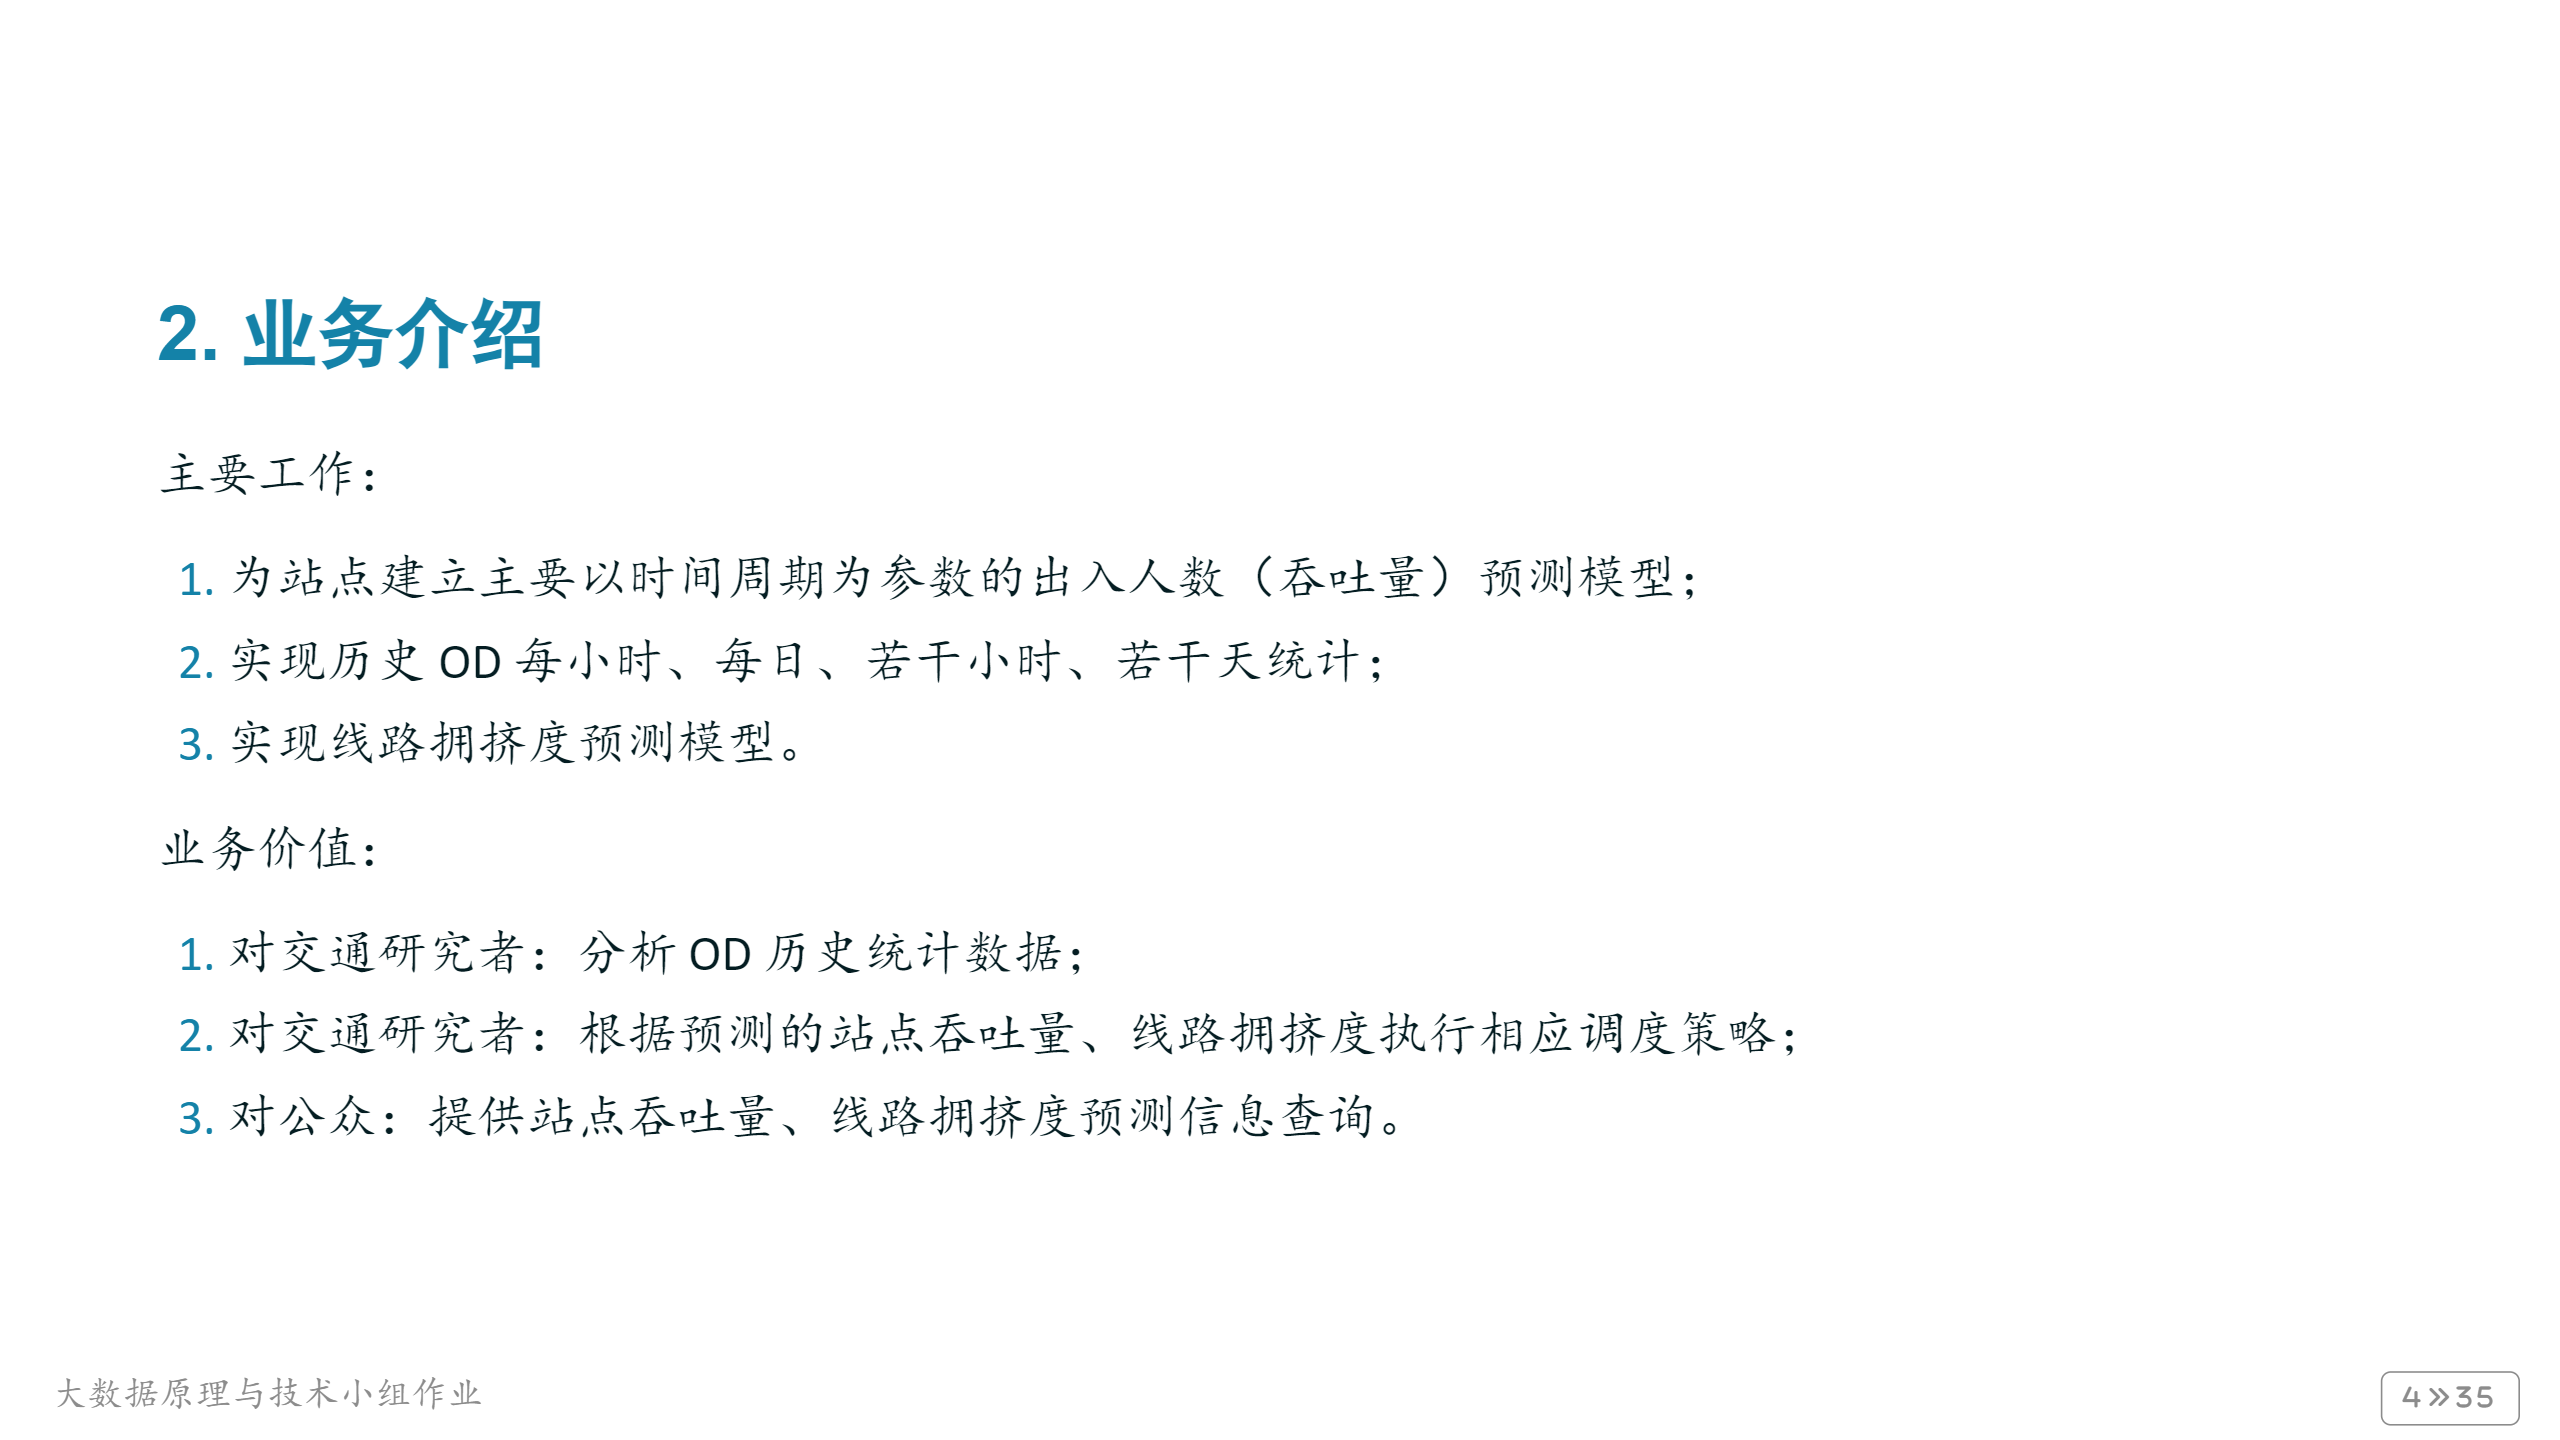 2. 业务介绍
主要工作：
1. 为站点建立主要以时间周期为参数的出入人数（吞吐量）预测模型；
2. 实现历史 OD 每小时、每日、若干小时、若干天统计；
3. 实现线路拥挤度预测模型。
业务价值：
1. 对交通研究者：分析 OD 历史统计数据；
2. 对交通研究者：根据预测的站点吞吐量、线路拥挤度执行相应调度策略；
3. 对公众：提供站点吞吐量、线路拥挤度预测信息查询。
大数据原理与技术小组作业
4»35